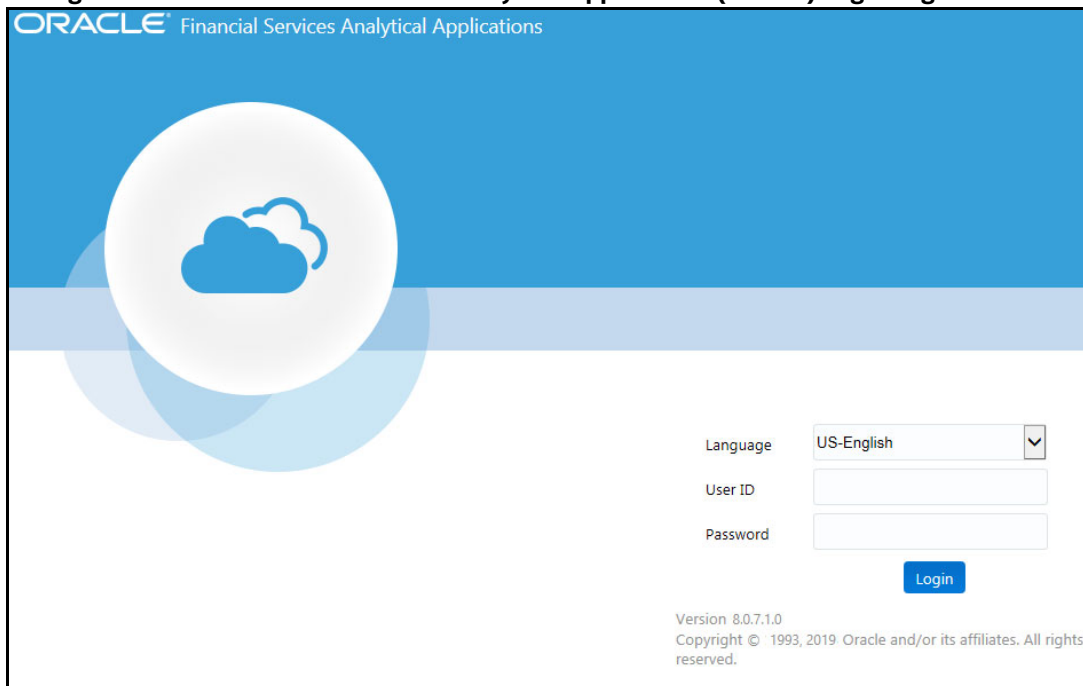 ORACLE® Financial Services Analytical Applications
Language US-English
User ID
Password
Login
Version 8.0.7.1.0
Copyright © 1993, 2019 Oracle and/or its affiliates. All rights
reserved.